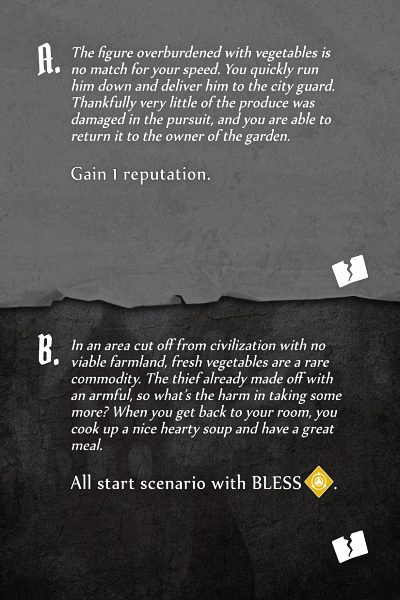 A. The figure overburdened with vegetables is
no match for your speed. You quickly run
him down and deliver him to the city guard.
Thankfully very little of the produce was
damaged in the pursuit, and you are able to
return it to the owner of the garden.
Gain 1 reputation.
B. In an area cut off from civilization with no
viable farmland, fresh vegetables are a rare
commodity. The thief already made off with
an armful, so what's the harm in taking some
more? When you get back to your room, you
cook up a nice hearty soup and have a great
meal.
All start scenario with BLESS.